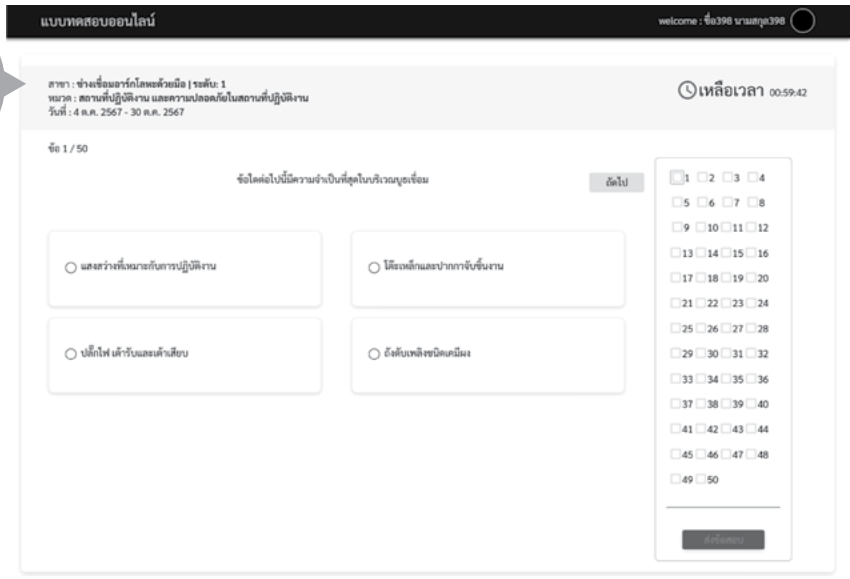 แบบทดสอบออนไลน์
welcome : ชื่อ398 นามสกุล398
สาขา : ช่างเชื่อมอาร์กโลหะด้วยมือ | ระดับ: 1
หมวด : สถานที่ปฏิบัติงาน และความปลอดภัยในสถานที่ปฏิบัติงาน
วันที่ : 4 ต.ค. 2567 - 30 ต.ค. 2567
เหลือเวลา 00:59:42
ข้อ 1 / 50
ข้อใดต่อไปนี้มีความจำเป็นที่สุดในบริเวณบูธเชื่อม
ถัดไป
แสงสว่างที่เหมาะกับการปฏิบัติงาน
โต๊ะเหล็กและปากกาจับชิ้นงาน
ปลั๊กไฟ เต้ารับและเต้าเสียบ
ถังดับเพลิงชนิดเคมีผง
1 2 3 4
5 6 7 8
9 10 11 12
13 14 15 16
17 18 19 20
21 22 23 24
25 26 27 28
29 30 31 32
33 34 35 36
37 38 39 40
41 42 43 44
45 46 47 48
49 50
ส่งข้อสอบ